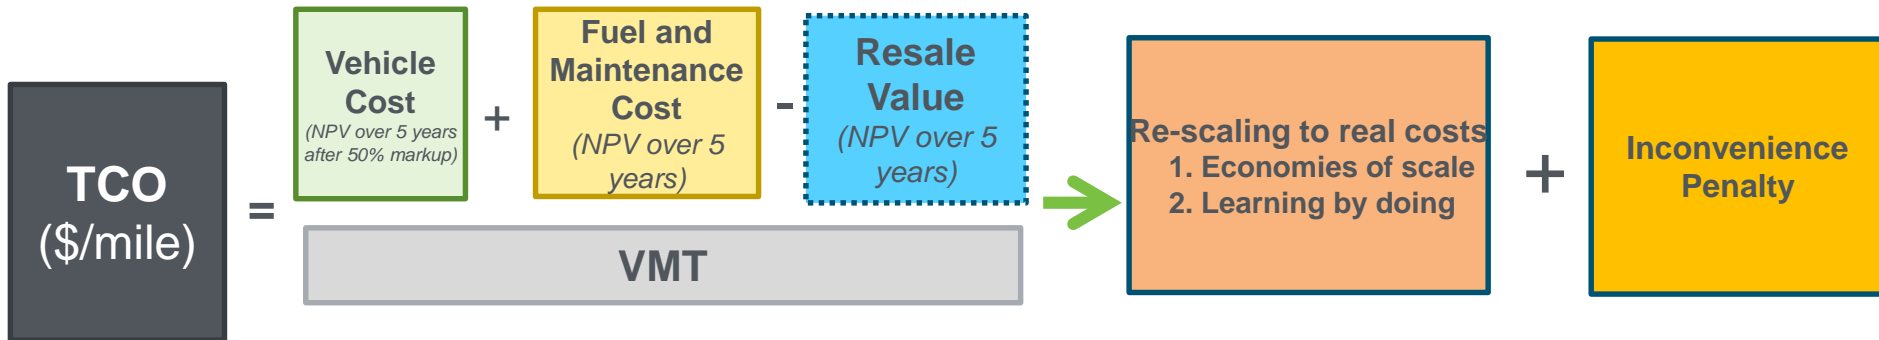 TCO
($/mile)
=
Vehicle
Cost
(NPV over 5 years
after 50% markup)
+
Fuel and
Maintenance
Cost
(NPV over 5
years)
-
Resale
Value
(NPV over 5
years)
VMT
Re-scaling to real costs
1. Economies of scale
2. Learning by doing
+
Inconvenience
Penalty